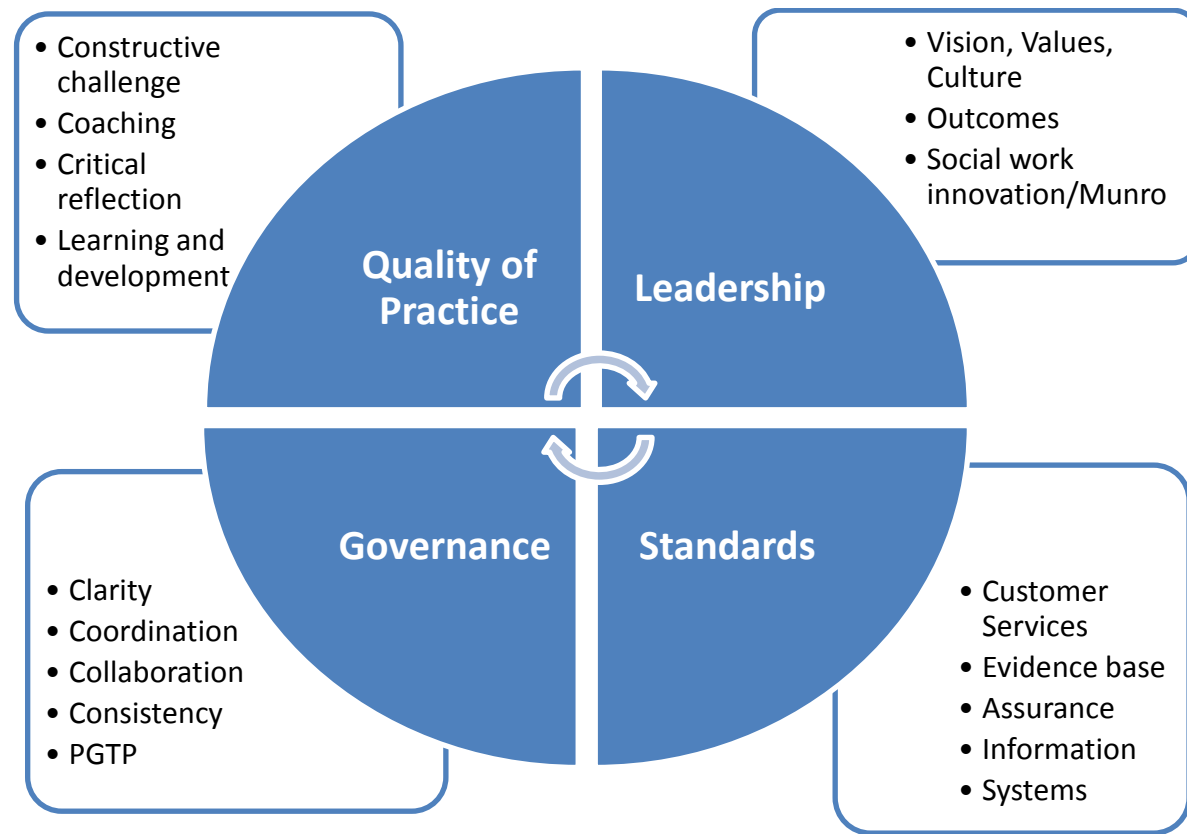 • Constructive
challenge
• Coaching
• Critical
reflection
• Learning and
development
• Vision, Values,
Culture
• Outcomes
• Social work
innovation/Munro
Quality of
Practice
Leadership
Governance
Standards
• Clarity
• Coordination
• Collaboration
• Consistency
• PGTP
• Customer
Services
• Evidence base
• Assurance
• Information
• Systems